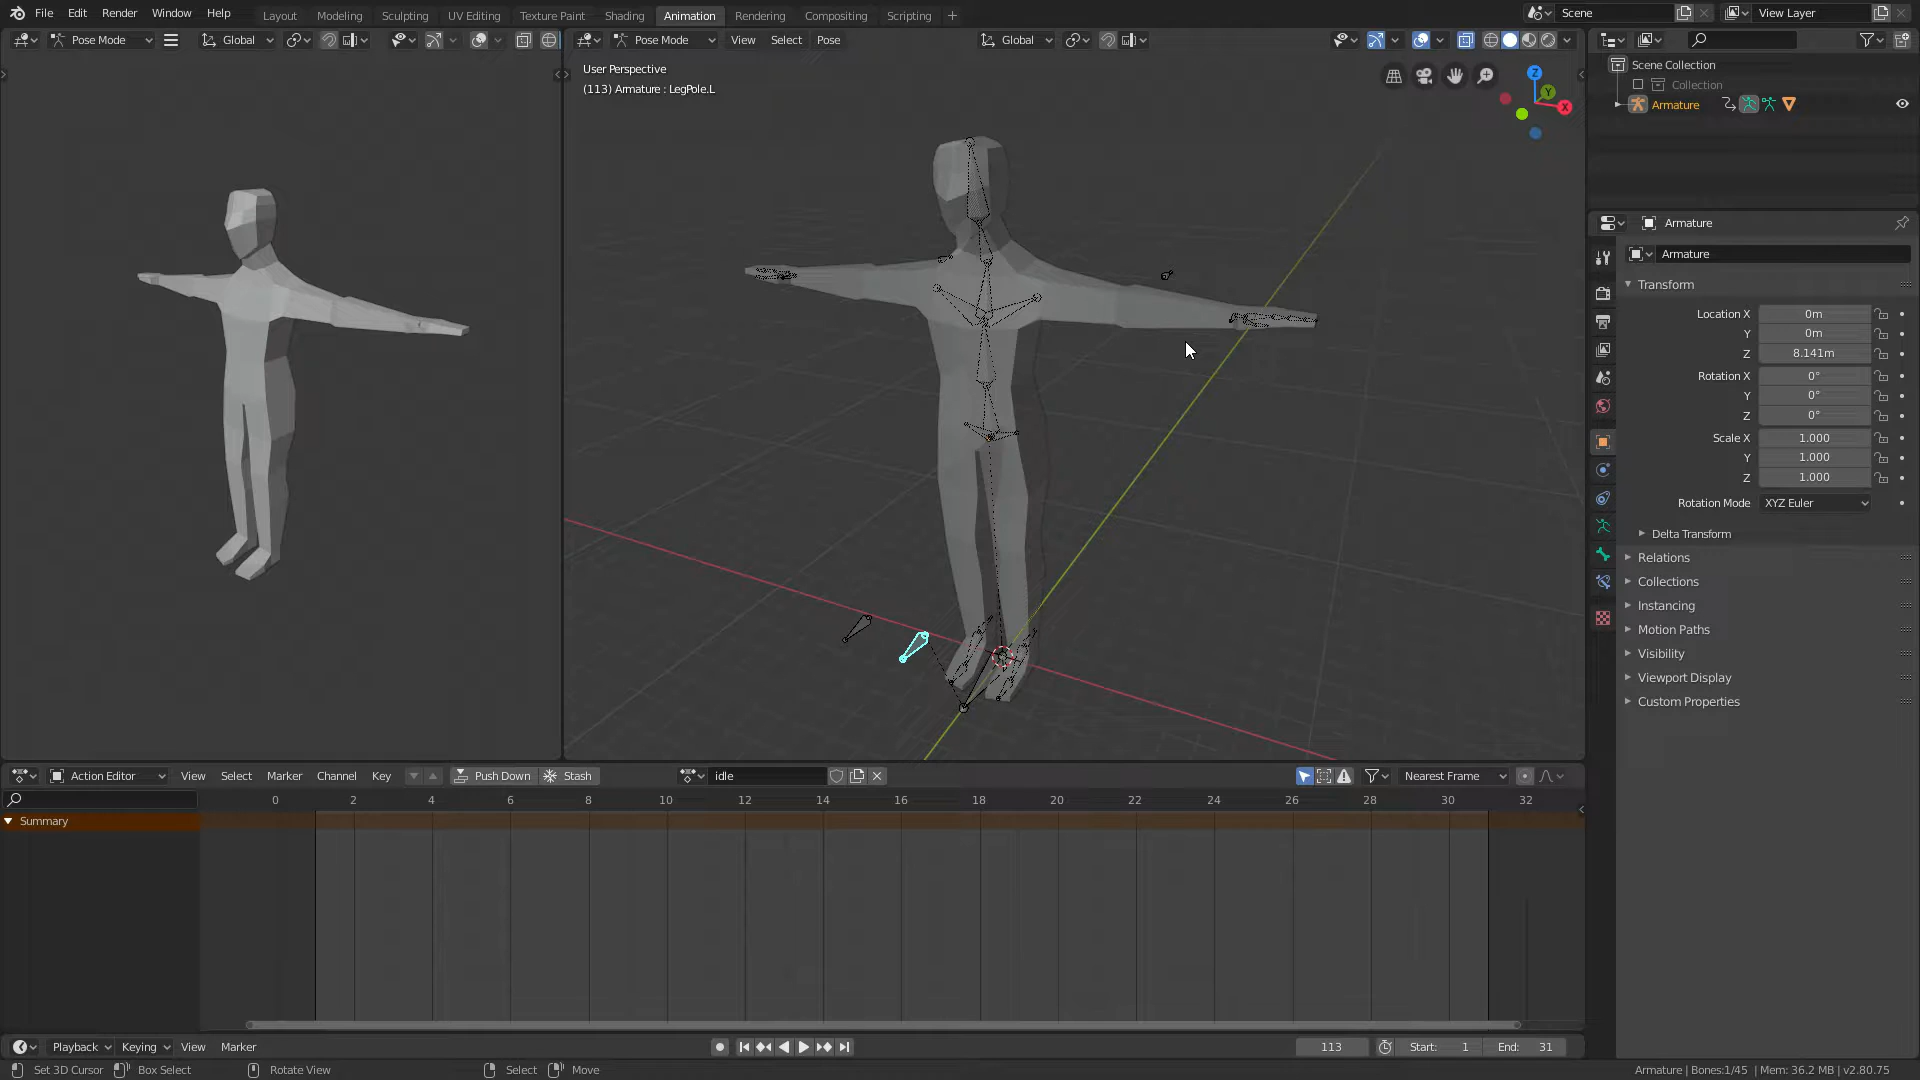 File Edit Render Window Help Layout Modeling Sculpting UV Editing Texture Paint Shading Animation Rendering Compositing Scripting + Scene View Layer
Pose Mode Global Pose Mode View Select Pose Global
User Perspective
(113) Armature : LegPole.L
Z
Y
X
Scene Collection
Collection
Armature
Armature
Armature
Transform
Location X 0m
Y 0m
Z 8.141m
Rotation X 0°
Y 0°
Z 0°
Scale X 1.000
Y 1.000
Z 1.000
Rotation Mode XYZ Euler
Delta Transform
Relations
Collections
Instancing
Motion Paths
Visibility
Viewport Display
Custom Properties
Action Editor View Select Marker Channel Key Push Down Stash idle Nearest Frame
0 2 4 6 8 10 12 14 16 18 20 22 24 26 28 30 32
Summary
Playback Keying View Marker 113 Start: 1 End: 31
Set 3D Cursor Box Select Rotate View Select Move Armature | Bones:1/45 | Mem: 36.2 MB | v2.80.75